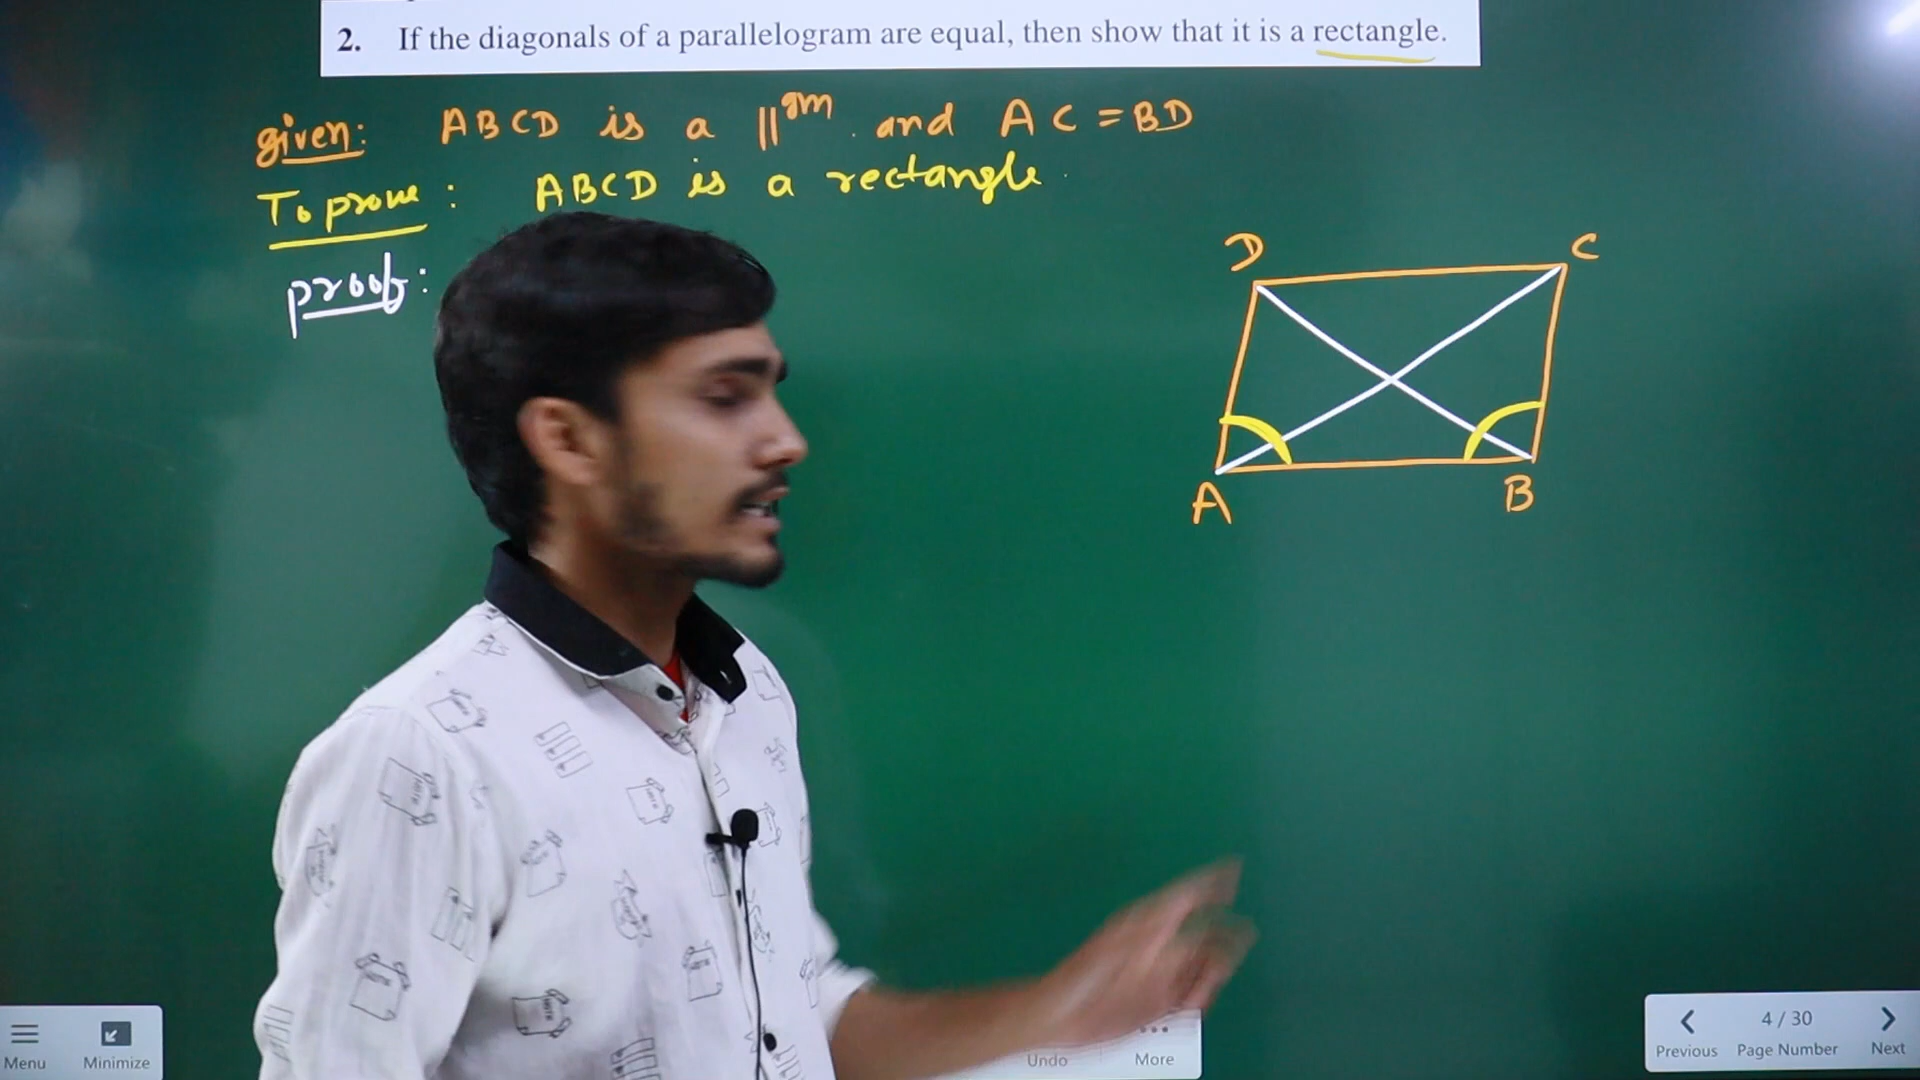 2. If the diagonals of a parallelogram are equal, then show that it is a rectangle.
given: ABCD is a ||gm and AC = BD
To prove: ABCD is a rectangle
proof:
D C
A B
Menu Minimize Undo More
4 / 30
Previous Page Number Next